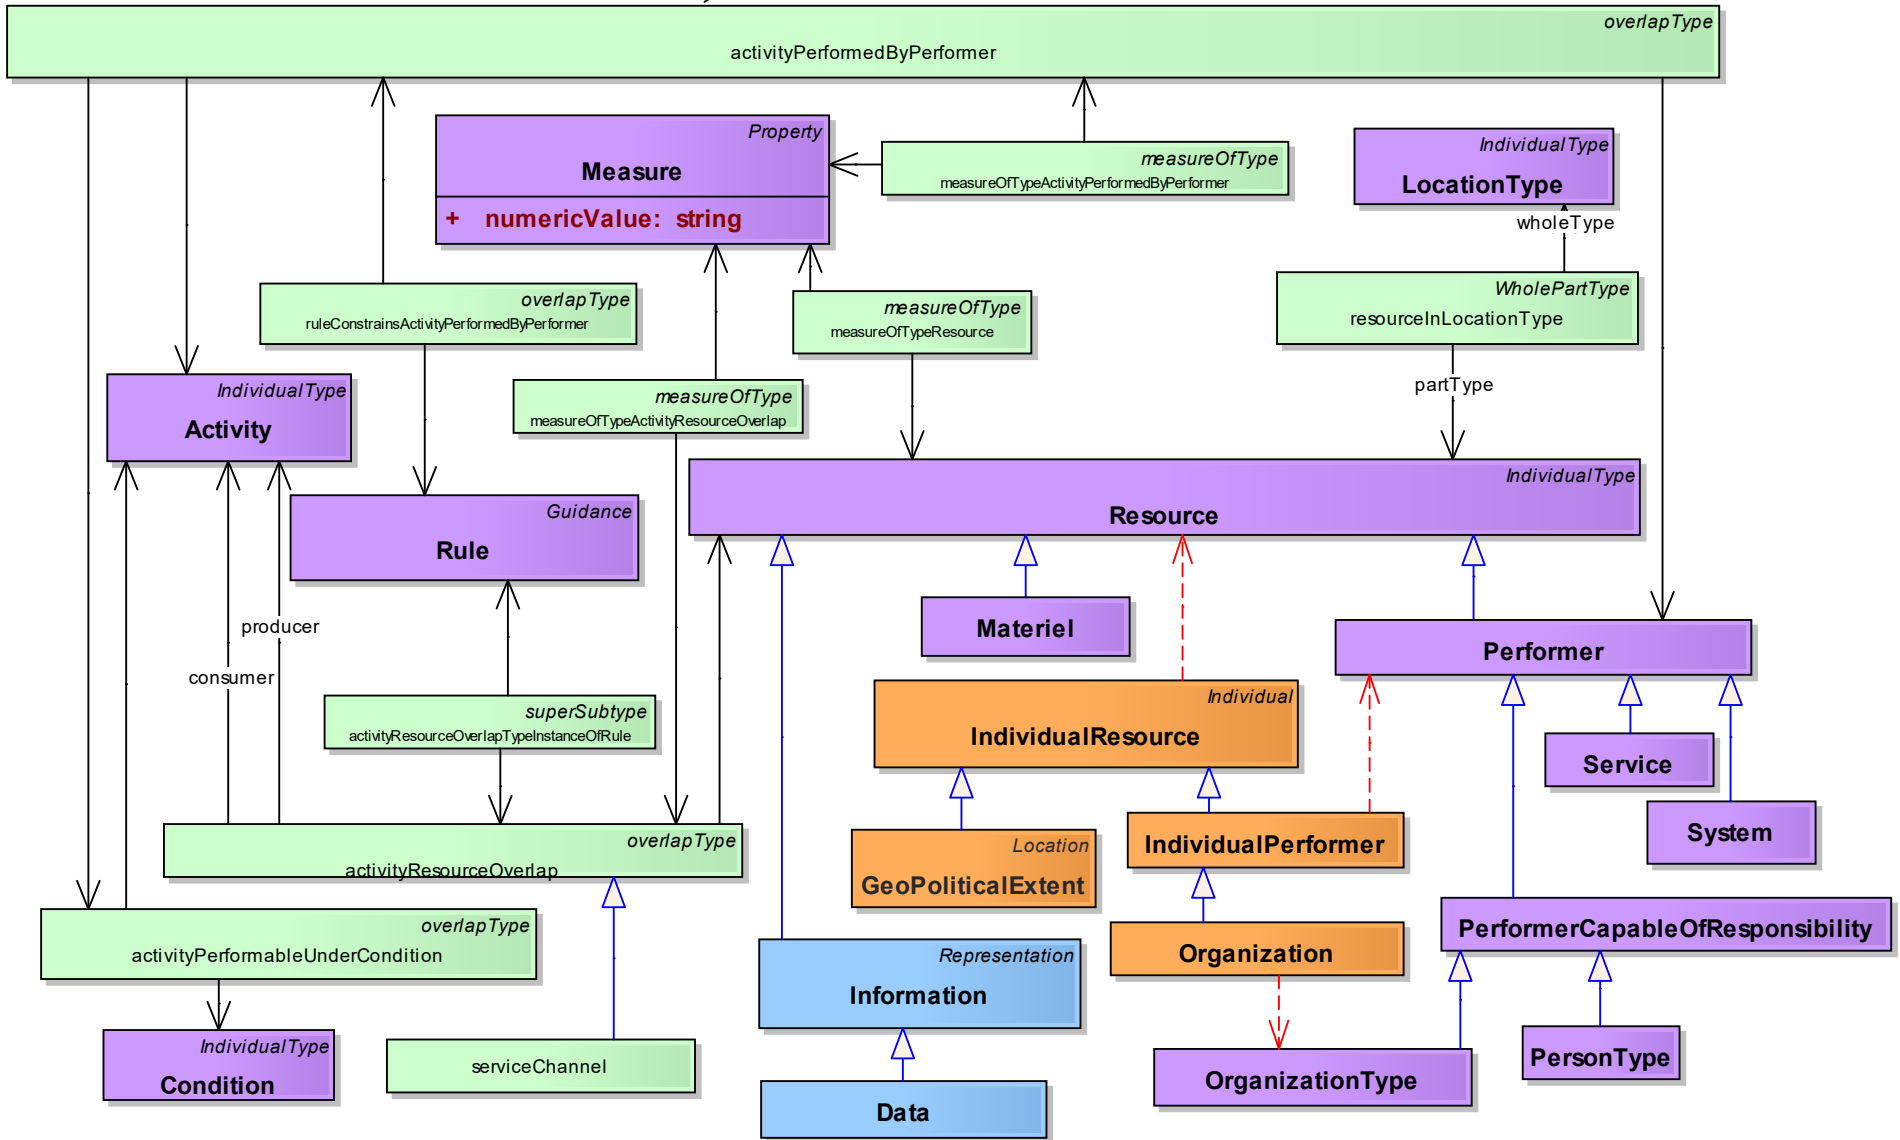 overlapType
activityPerformedByPerformer
Property
Measure
+ numericValue: string
measureOfType
measureOfTypeActivityPerformedByPerformer
IndividualType
LocationType
wholeType
WholePartType
resourceInLocationType
partType
overlapType
ruleConstrainsActivityPerformedByPerformer
measureOfType
measureOfTypeResource
IndividualType
Activity
measureOfType
measureOfTypeActivityResourceOverlap
IndividualType
Resource
Guidance
Rule
producer
consumer
Materiel
Performer
superSubtype
activityResourceOverlapTypeInstanceOfRule
Individual
IndividualResource
Service
System
overlapType
activityResourceOverlap
Location
GeoPoliticalExtent
IndividualPerformer
overlapType
activityPerformableUnderCondition
Representation
Information
Organization
PerformerCapableOfResponsibility
IndividualType
Condition
serviceChannel
Data
OrganizationType
PersonType